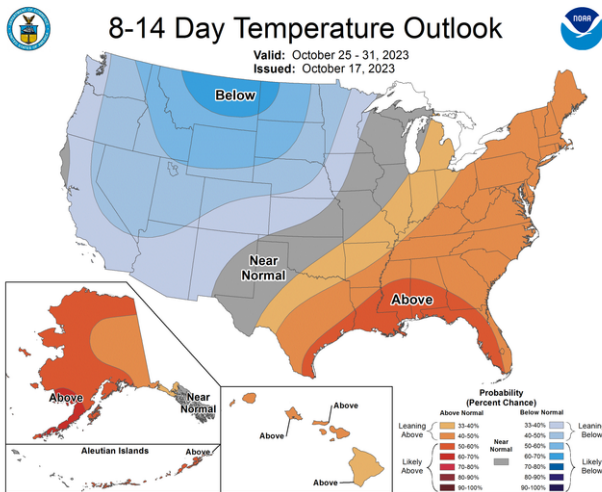 8-14 Day Temperature Outlook
Valid: October 25 - 31, 2023
Issued: October 17, 2023
NOAA
Below
Near
Normal
Above
Above
Near
Normal
Aleutian Islands
Above
Above
Above
Above
Probability
(Percent Chance)
Above Normal Below Normal
Leaning
Above
33-40% 33-40%
40-50% 40-50%
Leaning
Below
Likely
Above
50-60% 50-60%
60-70% 60-70%
70-80% 70-80%
80-90% 80-90%
90-100% 90-100%
Near
Normal
Likely
Below